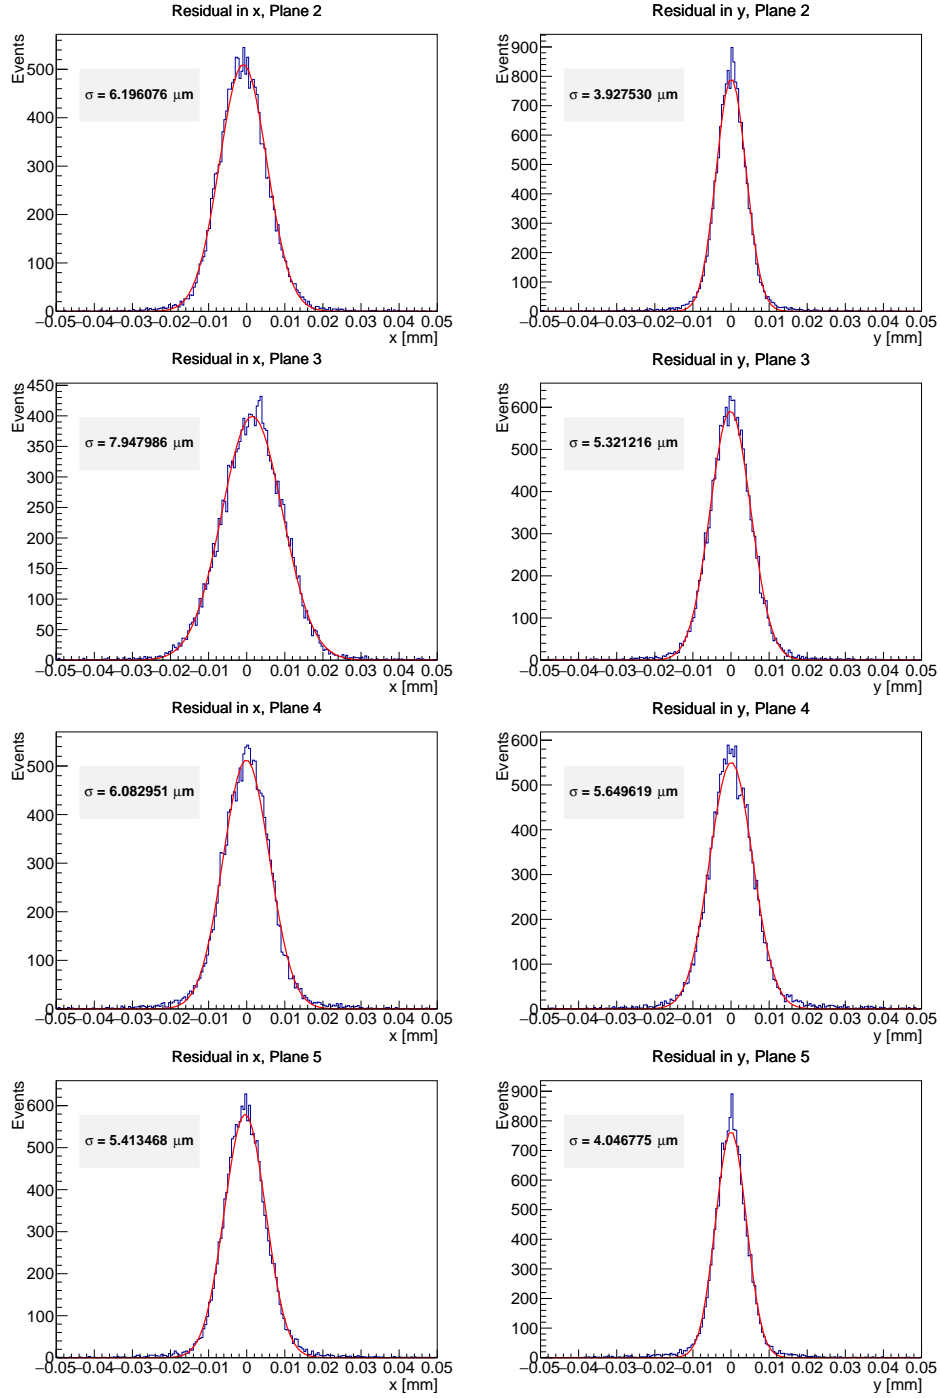 Residual in x, Plane 2
Events
500
400
300
200
100
0
σ = 6.196076 μm
−0.05−0.04−0.03−0.02−0.01 0 0.01 0.02 0.03 0.04 0.05
x [mm]
Residual in y, Plane 2
Events
900
800
700
600
500
400
300
200
100
0
σ = 3.927530 μm
−0.05−0.04−0.03−0.02−0.01 0 0.01 0.02 0.03 0.04 0.05
y [mm]
Residual in x, Plane 3
Events
450
400
350
300
250
200
150
100
50
0
σ = 7.947986 μm
−0.05−0.04−0.03−0.02−0.01 0 0.01 0.02 0.03 0.04 0.05
x [mm]
Residual in y, Plane 3
Events
600
500
400
300
200
100
0
σ = 5.321216 μm
−0.05−0.04−0.03−0.02−0.01 0 0.01 0.02 0.03 0.04 0.05
y [mm]
Residual in x, Plane 4
Events
500
400
300
200
100
0
σ = 6.082951 μm
−0.05−0.04−0.03−0.02−0.01 0 0.01 0.02 0.03 0.04 0.05
x [mm]
Residual in y, Plane 4
Events
600
500
400
300
200
100
0
σ = 5.649619 μm
−0.05−0.04−0.03−0.02−0.01 0 0.01 0.02 0.03 0.04 0.05
y [mm]
Residual in x, Plane 5
Events
600
500
400
300
200
100
0
σ = 5.413468 μm
−0.05−0.04−0.03−0.02−0.01 0 0.01 0.02 0.03 0.04 0.05
x [mm]
Residual in y, Plane 5
Events
900
800
700
600
500
400
300
200
100
0
σ = 4.046775 μm
−0.05−0.04−0.03−0.02−0.01 0 0.01 0.02 0.03 0.04 0.05
y [mm]